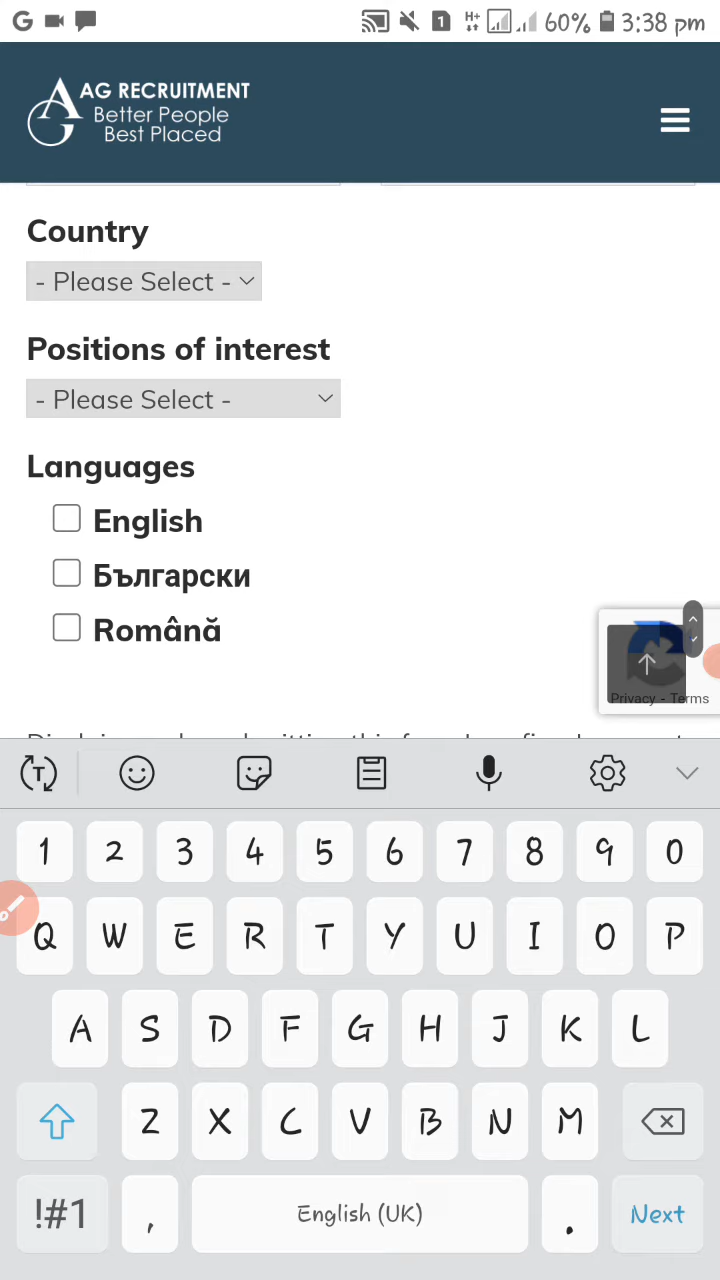 G 1 H+ 60% 3:38 pm
AG RECRUITMENT
Better People
Best Placed
Country
- Please Select -
Positions of interest
- Please Select -
Languages
English
Български
Română
Privacy - Terms
T
1 2 3 4 5 6 7 8 9 0
Q W E R T Y U I O P
A S D F G H J K L
Z X C V B N M
!#1 , English (UK) . Next